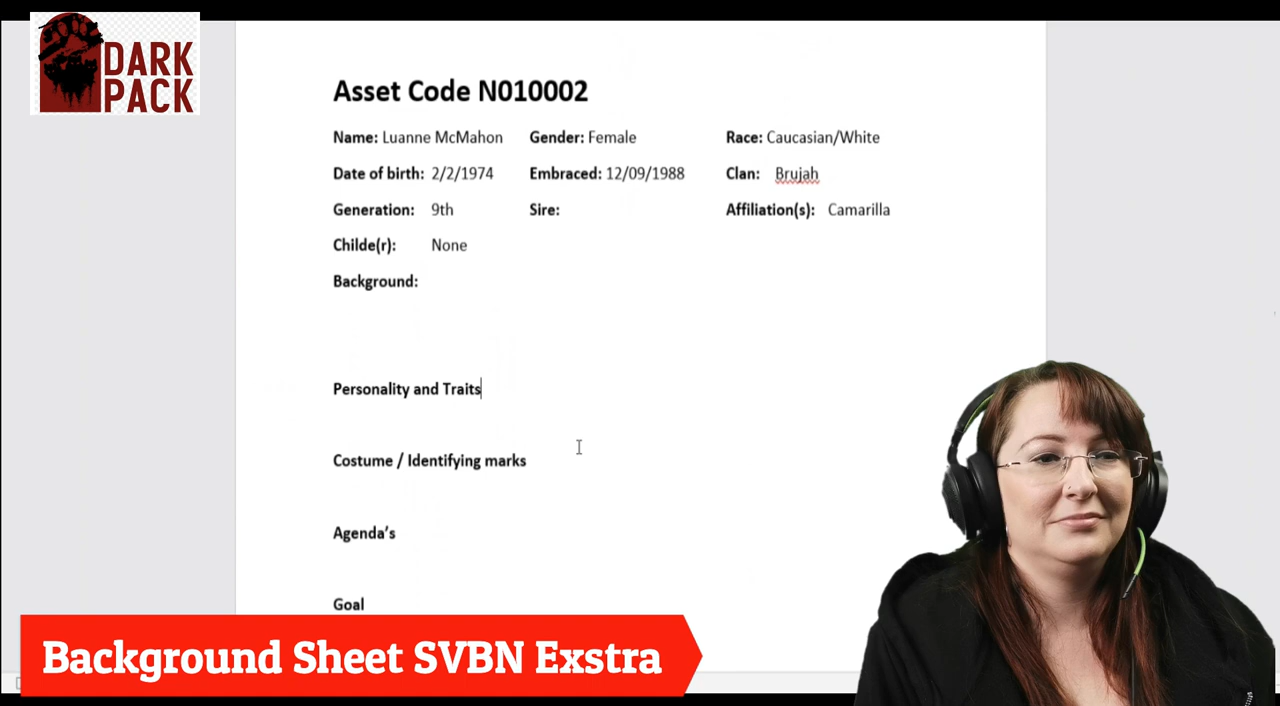 DARK
PACK
Asset Code N010002
Name: Luanne McMahon Gender: Female Race: Caucasian/White
Date of birth: 2/2/1974 Embraced: 12/09/1988 Clan: Brujah
Generation: 9th Sire: Affiliation(s): Camarilla
Childe(r): None
Background:
Personality and Traits
Costume / Identifying marks
Agenda’s
Goal
Background Sheet SVBN Exstra